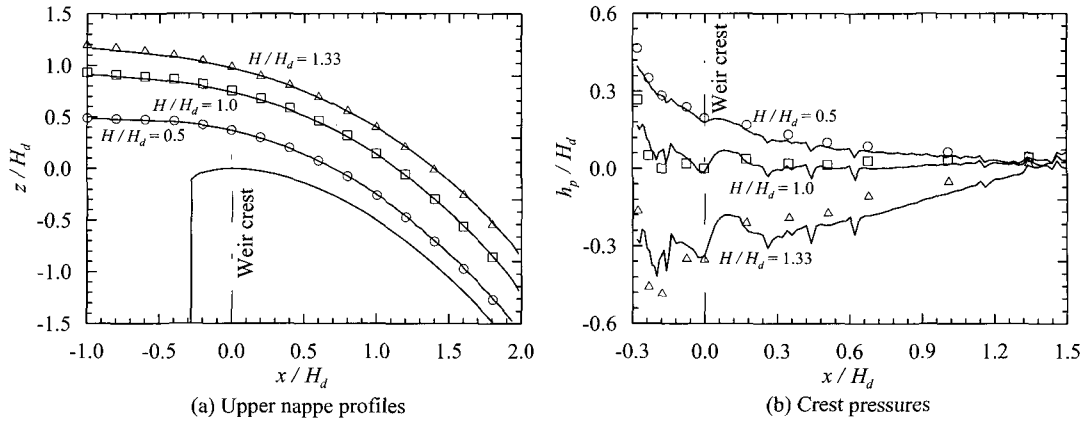 1.5
1.0
0.5
0.0
-0.5
-1.0
-1.5
z / H_d
H / H_d = 1.33
H / H_d = 1.0
H / H_d = 0.5
Weir crest
-1.0 -0.5 0.0 0.5 1.0 1.5 2.0
x / H_d
(a) Upper nappe profiles
0.6
0.3
0.0
-0.3
-0.6
h_p / H_d
Weir crest
H / H_d = 0.5
H / H_d = 1.0
H / H_d = 1.33
-0.3 0.0 0.3 0.6 0.9 1.2 1.5
x / H_d
(b) Crest pressures